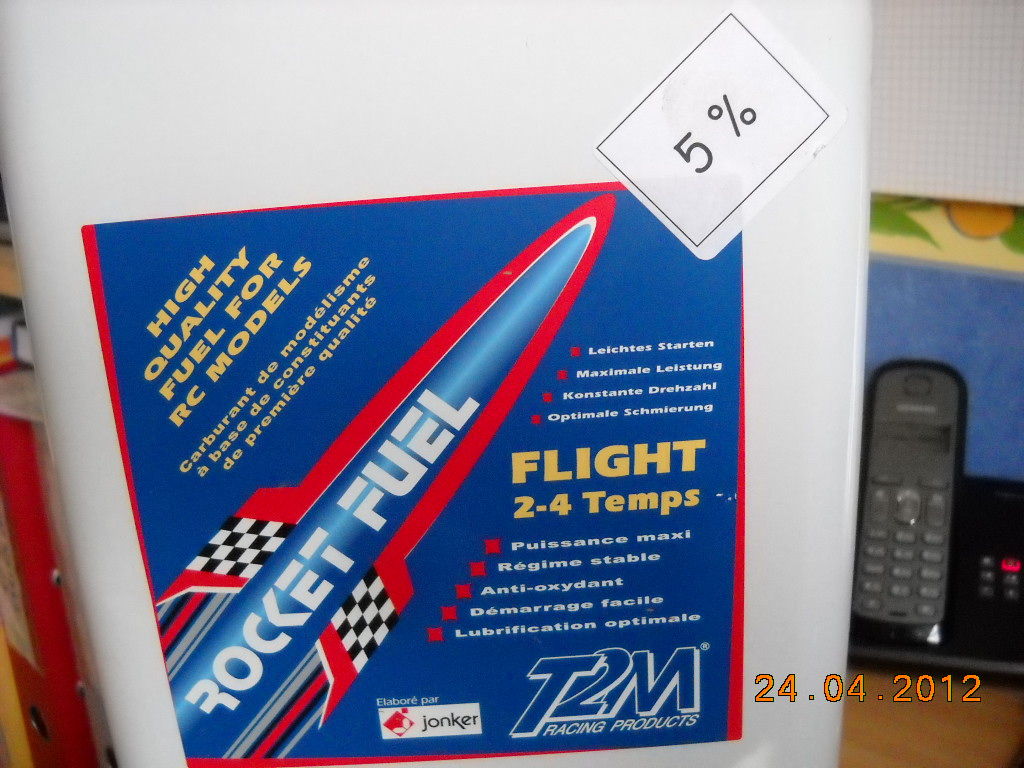 5 %
HIGH
QUALITY
FUEL FOR
RC MODELS
Carburant de modélisme
à base de constituants
de première qualité
Leichtes Starten
Maximale Leistung
Konstante Drehzahl
Optimale Schmierung
ROCKET FUEL
FLIGHT
2-4 Temps
Puissance maxi
Régime stable
Anti-oxydant
Démarrage facile
Lubrification optimale
Elaboré par
jonker
T2M®
RACING PRODUCTS
24.04.2012